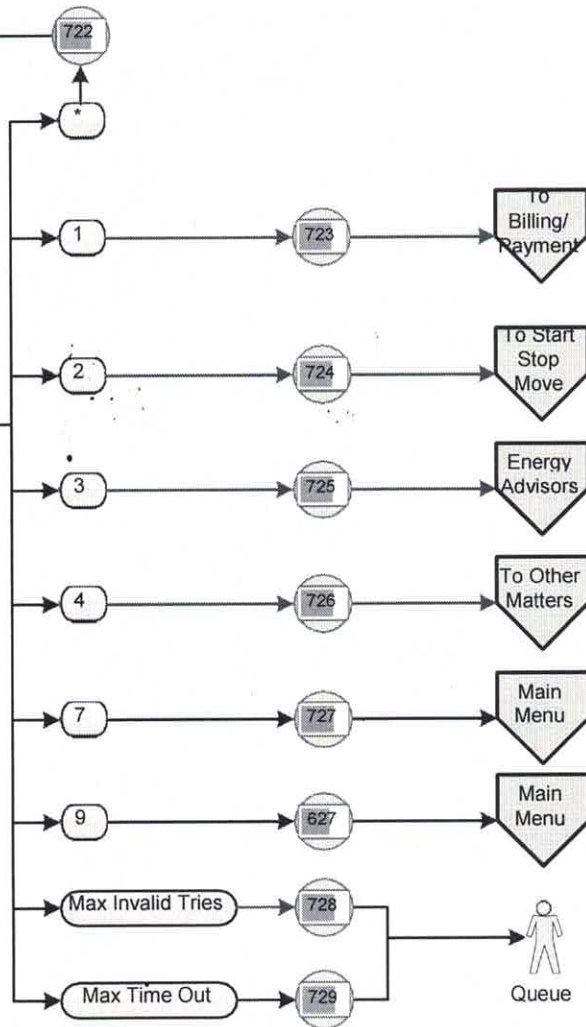 722
*
1
723
To
Billing/
Payment
2
724
To Start
Stop
Move
3
725
Energy
Advisors
4
726
To Other
Matters
7
727
Main
Menu
9
627
Main
Menu
Max Invalid Tries
728
Max Time Out
729
Queue